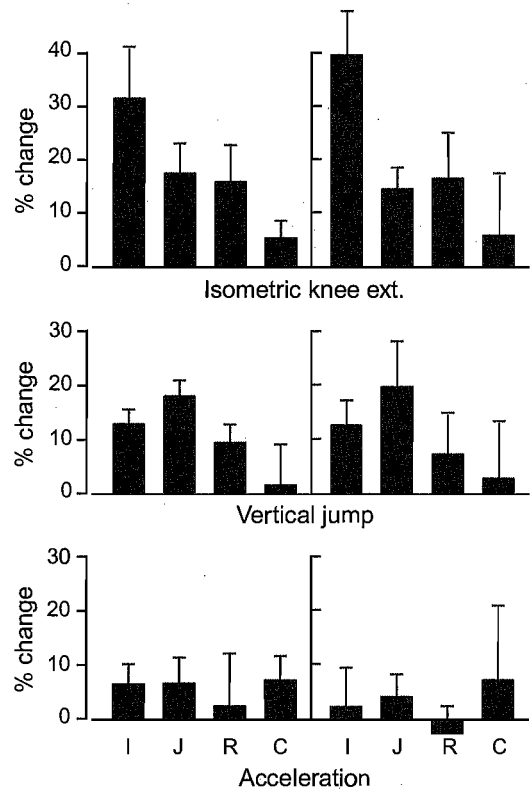 % change
40
30
20
10
0
Isometric knee ext.
% change
30
20
10
0
Vertical jump
% change
30
20
10
0
I J R C I J R C
Acceleration